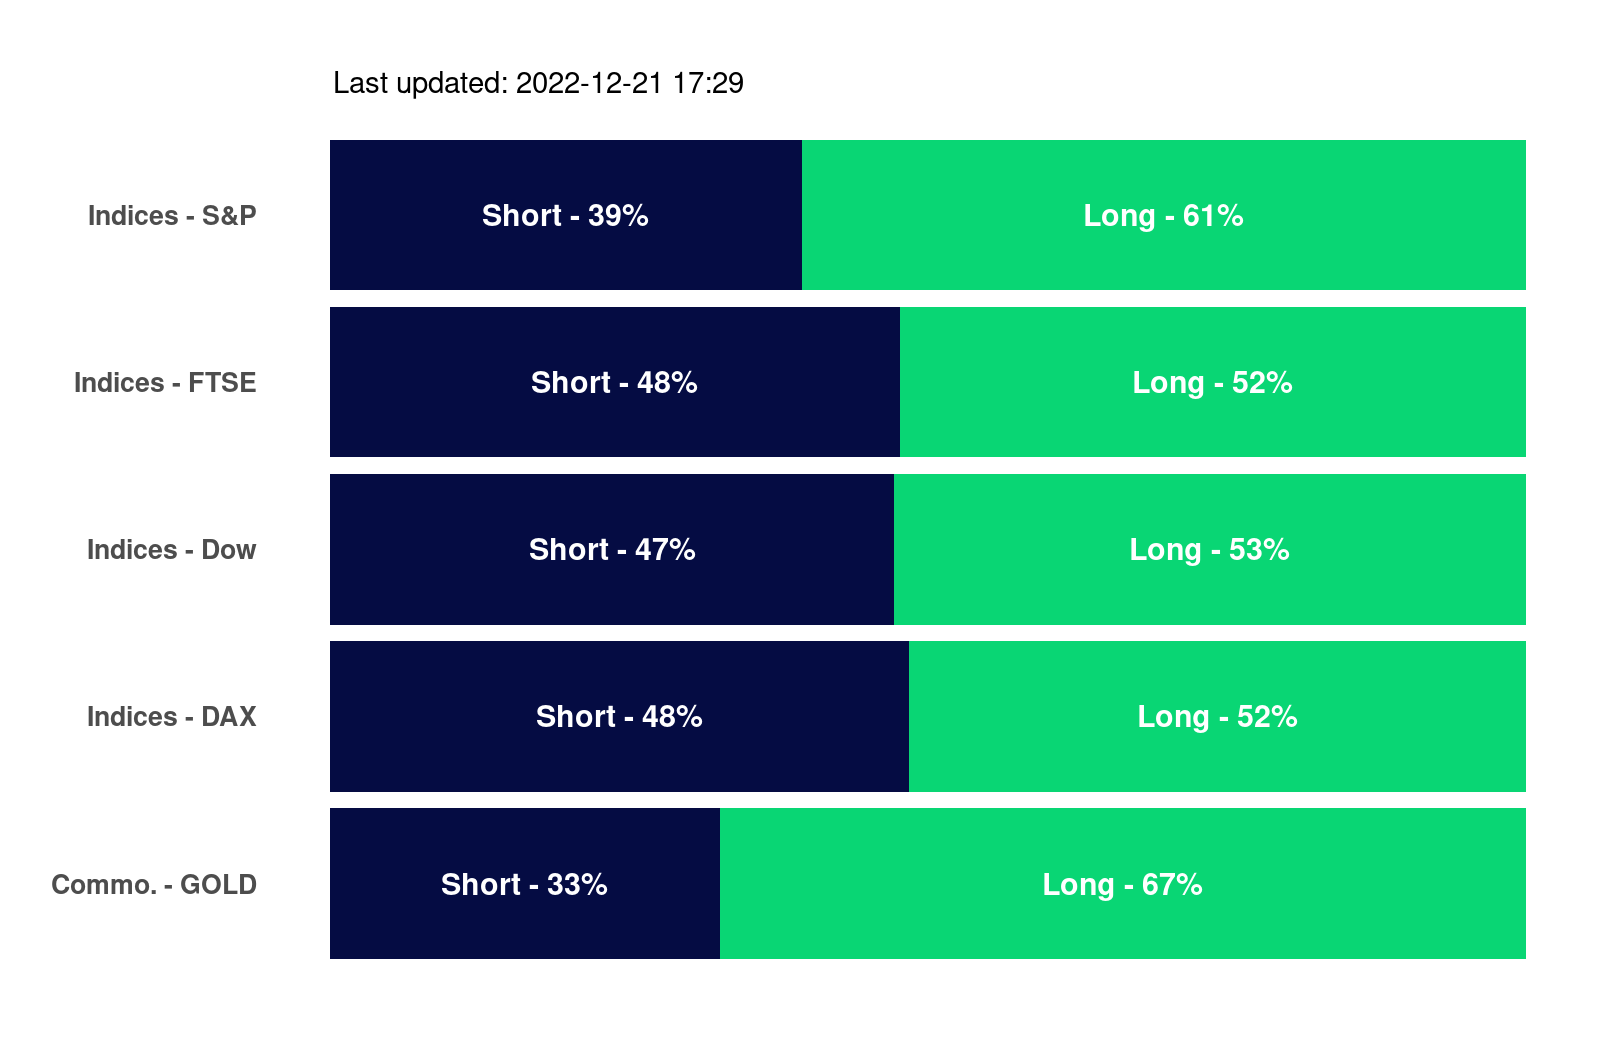 Last updated: 2022-12-21 17:29
Indices - S&P Short - 39% Long - 61%
Indices - FTSE Short - 48% Long - 52%
Indices - Dow Short - 47% Long - 53%
Indices - DAX Short - 48% Long - 52%
Commo. - GOLD Short - 33% Long - 67%